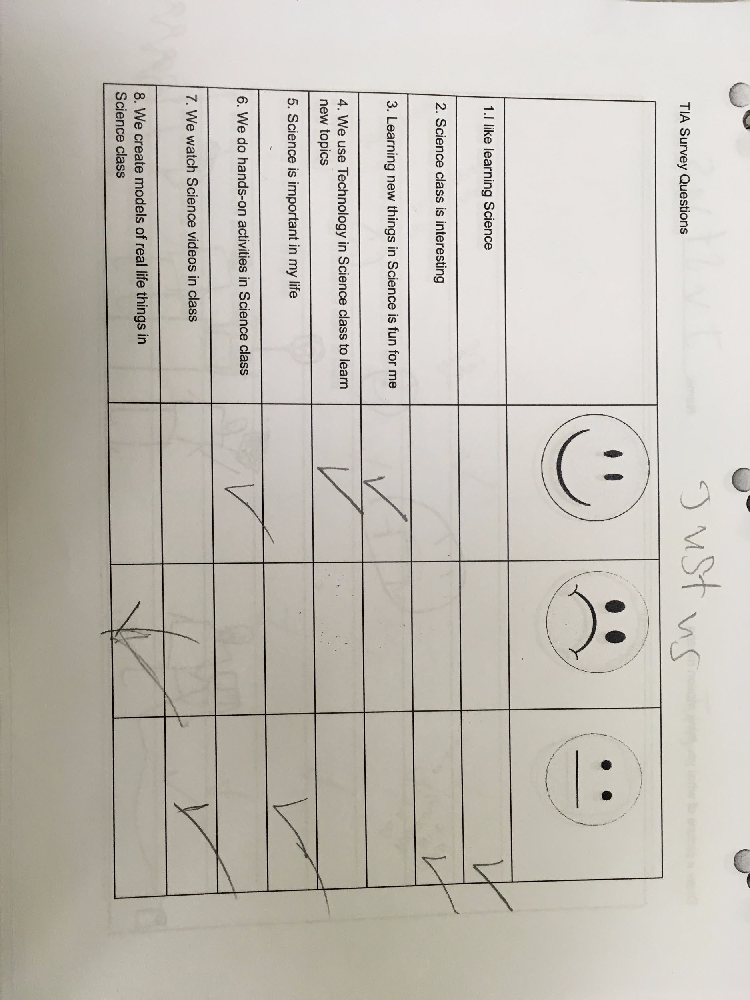 Justus
TIA Survey Questions
1.I like learning Science
2. Science class is interesting
3. Learning new things in Science is fun for me
4. We use Technology in Science class to learn
new topics
5. Science is important in my life
6. We do hands-on activities in Science class
7. We watch Science videos in class
8. We create models of real life things in
Science class